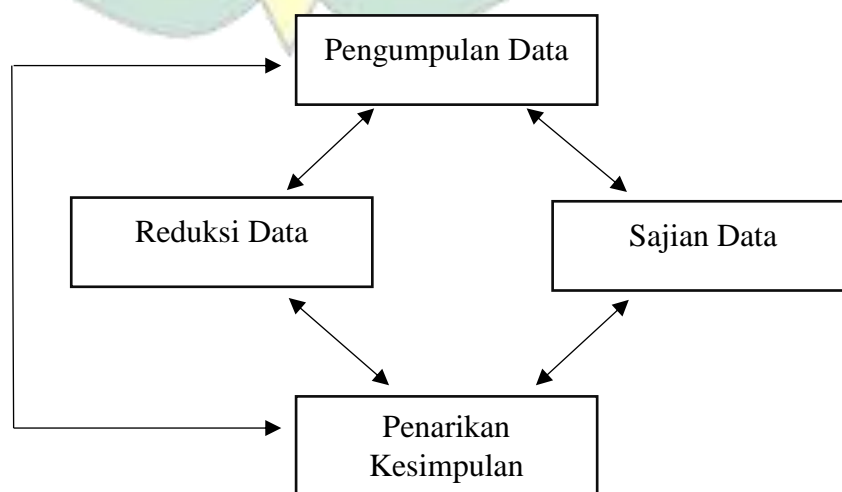 Pengumpulan Data
Reduksi Data
Sajian Data
Penarikan
Kesimpulan